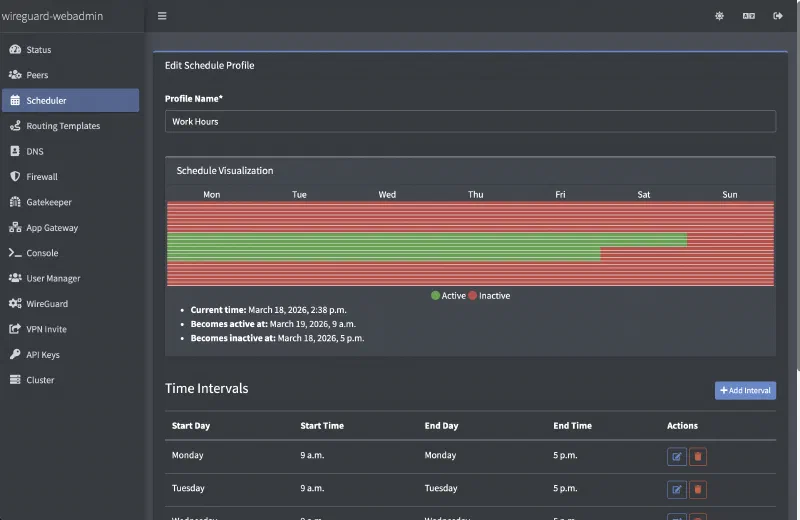 wireguard-webadmin
Status
Peers
Scheduler
Routing Templates
DNS
Firewall
Gatekeeper
App Gateway
Console
User Manager
WireGuard
VPN Invite
API Keys
Cluster
Edit Schedule Profile
Profile Name*
Work Hours
Schedule Visualization
Mon Tue Wed Thu Fri Sat Sun
Active Inactive
Current time: March 18, 2026, 2:38 p.m.
Becomes active at: March 19, 2026, 9 a.m.
Becomes inactive at: March 18, 2026, 5 p.m.
Time Intervals
Add Interval
Start Day Start Time End Day End Time Actions
Monday 9 a.m. Monday 5 p.m.
Tuesday 9 a.m. Tuesday 5 p.m.
Wednesday 9 a.m. Wednesday 5 p.m.